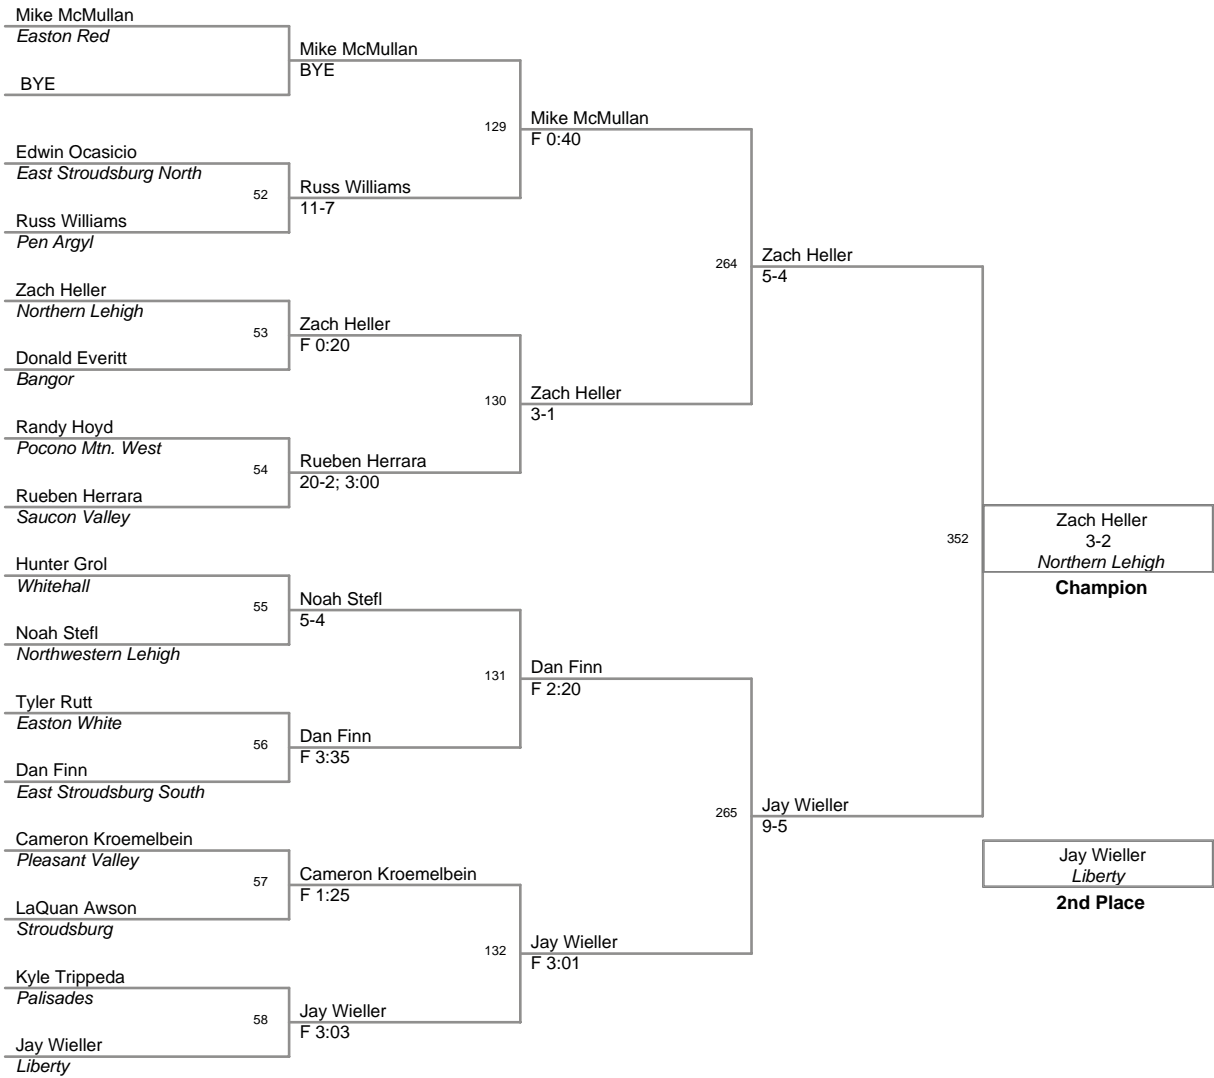 Mike McMullan
Easton Red
BYE
Edwin Ocasicio
East Stroudsburg North
52
Russ Williams
Pen Argyl
Zach Heller
Northern Lehigh
53
Donald Everitt
Bangor
Randy Hoyd
Pocono Mtn. West
54
Rueben Herrara
Saucon Valley
Hunter Grol
Whitehall
55
Noah Stefl
Northwestern Lehigh
Tyler Rutt
Easton White
56
Dan Finn
East Stroudsburg South
Cameron Kroemelbein
Pleasant Valley
57
LaQuan Awson
Stroudsburg
Kyle Trippeda
Palisades
58
Jay Wieller
Liberty
Mike McMullan
BYE
129
Russ Williams
11-7
Zach Heller
F 0:20
130
Rueben Herrara
20-2; 3:00
Noah Stefl
5-4
131
Dan Finn
F 3:35
Cameron Kroemelbein
F 1:25
132
Jay Wieller
F 3:03
Mike McMullan
F 0:40
264
Zach Heller
3-1
Dan Finn
F 2:20
265
Jay Wieller
F 3:01
Zach Heller
5-4
352
Jay Wieller
9-5
Zach Heller
3-2
Northern Lehigh
Champion
Jay Wieller
Liberty
2nd Place